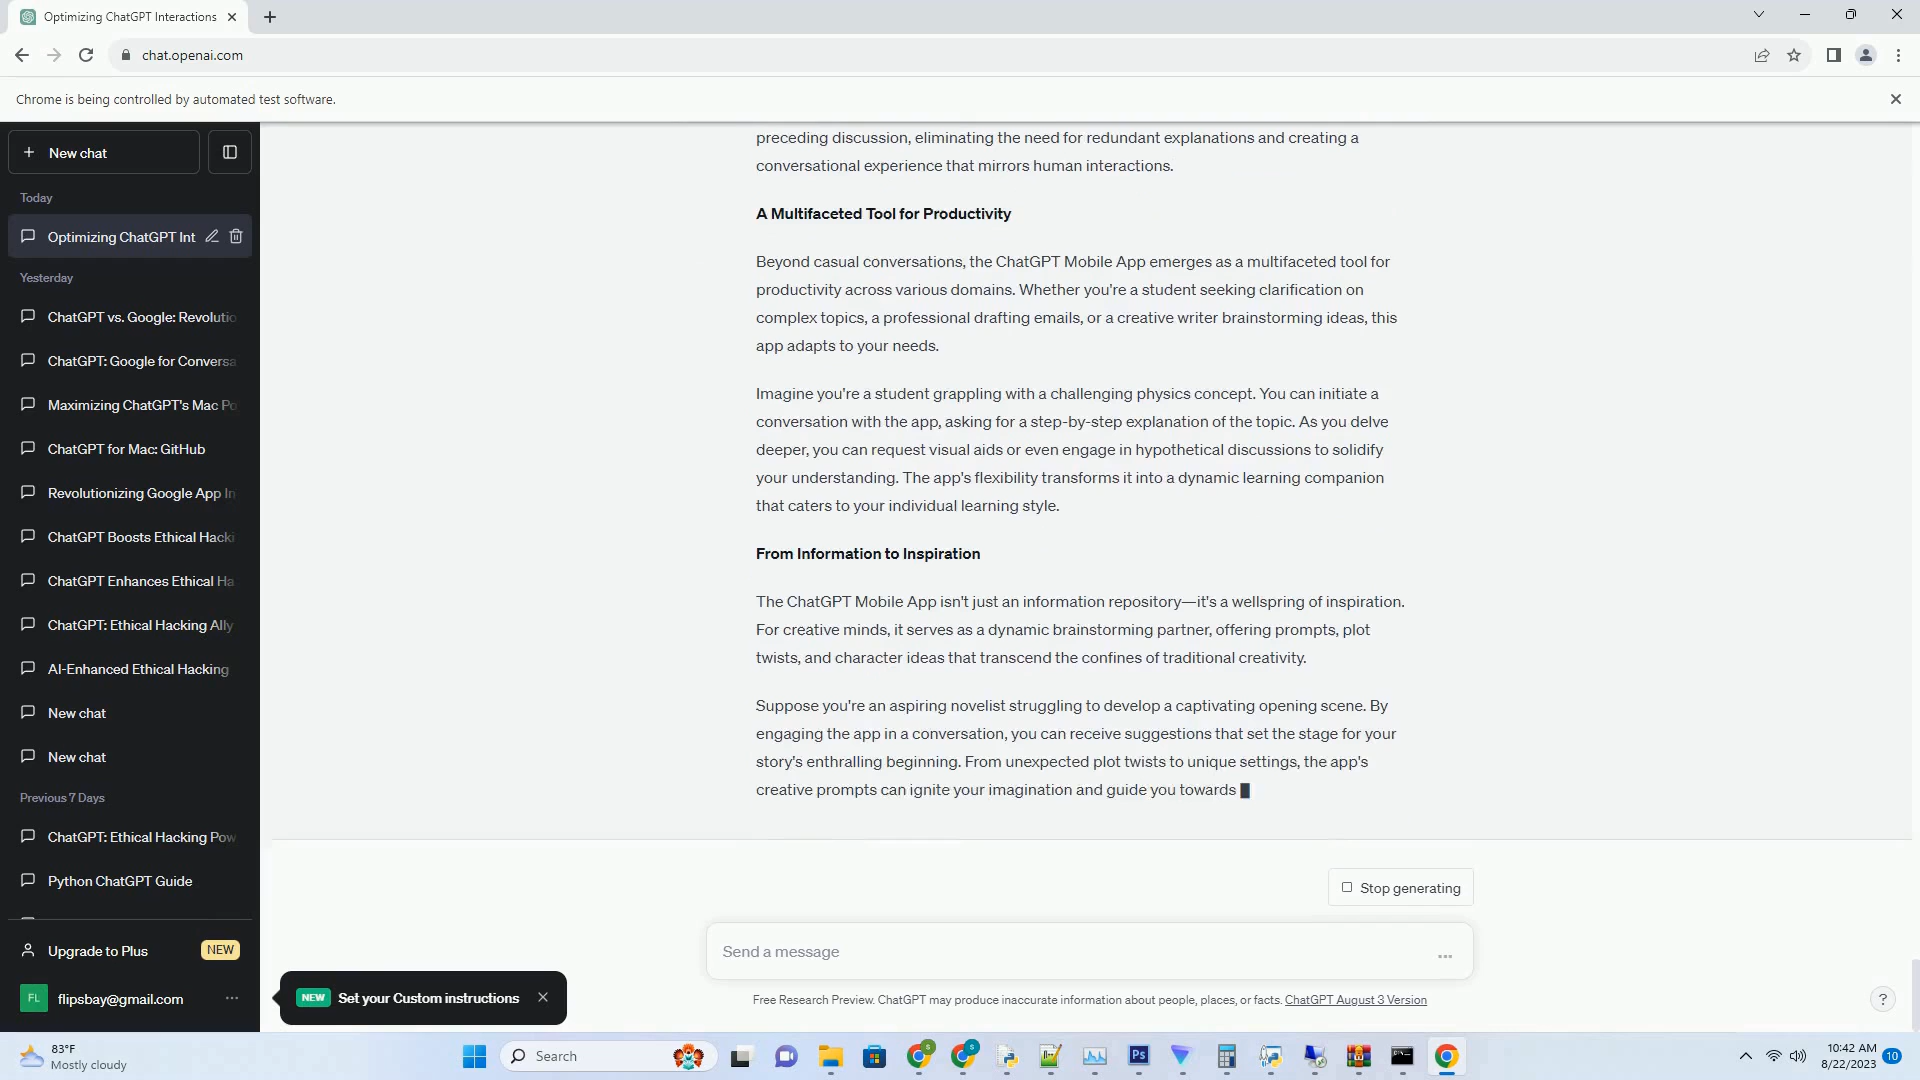 Optimizing ChatGPT Interactions
chat.openai.com
Chrome is being controlled by automated test software.
New chat
Today
Optimizing ChatGPT Int
Yesterday
ChatGPT vs. Google: Revolutio
ChatGPT: Google for Conversa
Maximizing ChatGPT's Mac Po
ChatGPT for Mac: GitHub
Revolutionizing Google App In
ChatGPT Boosts Ethical Hacki
ChatGPT Enhances Ethical Ha
ChatGPT: Ethical Hacking Ally
AI-Enhanced Ethical Hacking
New chat
New chat
Previous 7 Days
ChatGPT: Ethical Hacking Pow
Python ChatGPT Guide
Upgrade to Plus NEW
FL flipsbay@gmail.com
preceding discussion, eliminating the need for redundant explanations and creating a
conversational experience that mirrors human interactions.
A Multifaceted Tool for Productivity
Beyond casual conversations, the ChatGPT Mobile App emerges as a multifaceted tool for
productivity across various domains. Whether you're a student seeking clarification on
complex topics, a professional drafting emails, or a creative writer brainstorming ideas, this
app adapts to your needs.
Imagine you're a student grappling with a challenging physics concept. You can initiate a
conversation with the app, asking for a step-by-step explanation of the topic. As you delve
deeper, you can request visual aids or even engage in hypothetical discussions to solidify
your understanding. The app's flexibility transforms it into a dynamic learning companion
that caters to your individual learning style.
From Information to Inspiration
The ChatGPT Mobile App isn't just an information repository—it's a wellspring of inspiration.
For creative minds, it serves as a dynamic brainstorming partner, offering prompts, plot
twists, and character ideas that transcend the confines of traditional creativity.
Suppose you're an aspiring novelist struggling to develop a captivating opening scene. By
engaging the app in a conversation, you can receive suggestions that set the stage for your
story's enthralling beginning. From unexpected plot twists to unique settings, the app's
creative prompts can ignite your imagination and guide you towards
Stop generating
Send a message
NEW Set your Custom instructions
Free Research Preview. ChatGPT may produce inaccurate information about people, places, or facts. ChatGPT August 3 Version
?
83°F
Mostly cloudy
Search
S
S
Ps
10:42 AM
8/22/2023
10